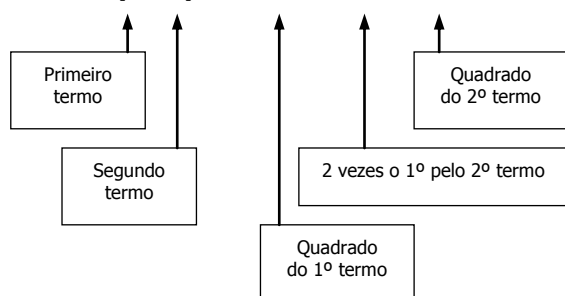 Primeiro
termo
Quadrado
do 2º termo
Segundo
termo
2 vezes o 1º pelo 2º termo
Quadrado
do 1º termo